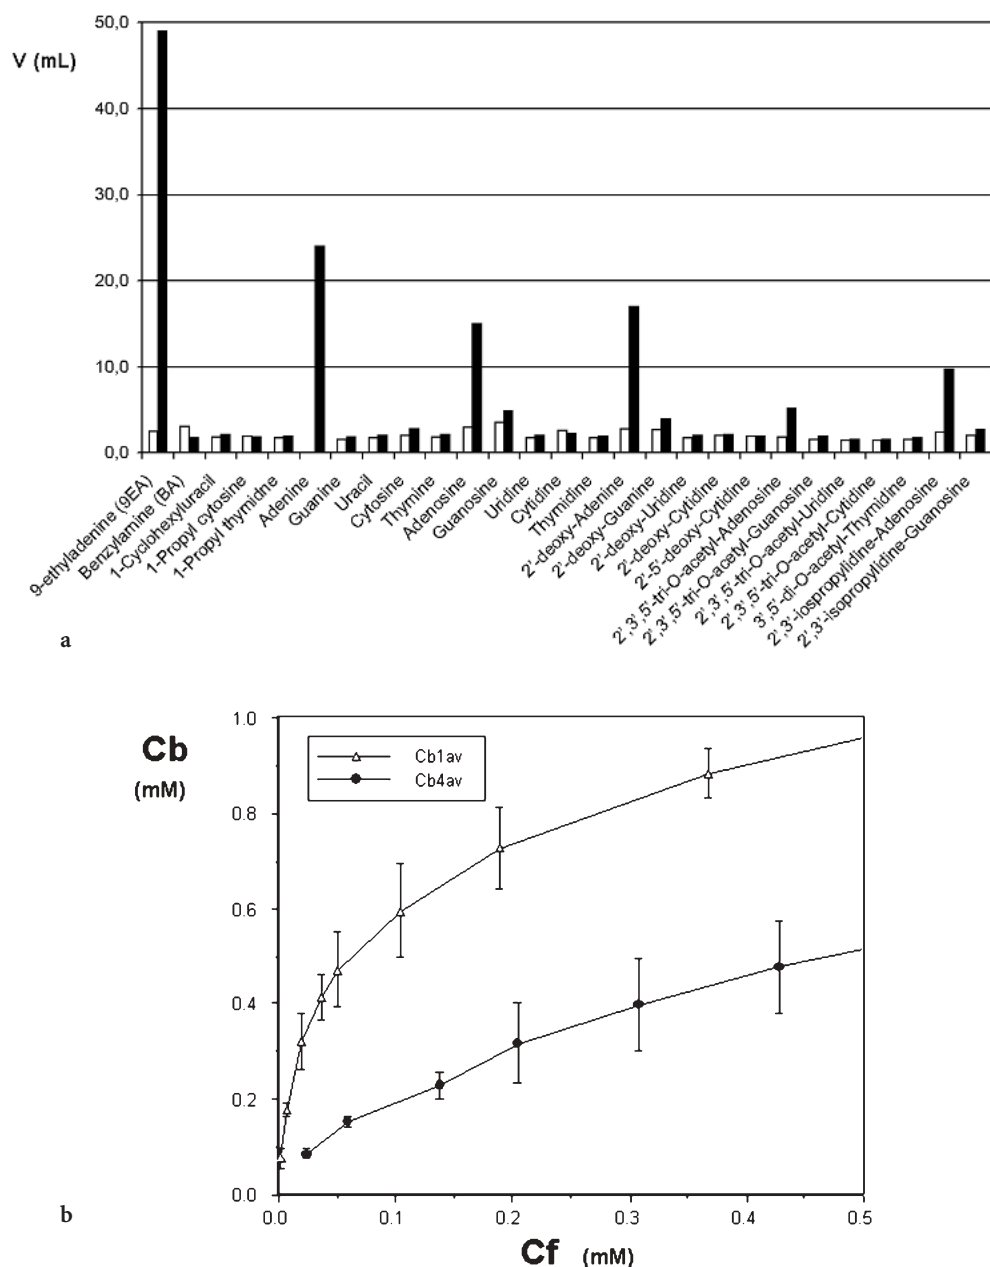 50,0
V (mL)
40,0
30,0
20,0
10,0
0,0
9-ethyladenine (9EA)
Benzylamine (BA)
1-Cyclohexyluracil
1-Propyl cytosine
1-Propyl thymidne
Adenine
Guanine
Uracil
Cytosine
Thymine
Adenosine
Guanosine
Uridine
Cytidine
Thymidine
2'-deoxy-Adenine
2'-deoxy-Guanine
2'-deoxy-Uridine
2'-deoxy-Cytidine
2'-5'-deoxy-Cytidine
2',3',5'-tri-O-acetyl-Adenosine
2',3',5'-tri-O-acetyl-Guanosine
2',3',5'-tri-O-acetyl-Uridine
2',3',5'-tri-O-acetyl-Cytidine
3',5'-di-O-acetyl-Thymidine
2',3'-iospropylidine-Adenosine
2',3'-isopropylidine-Guanosine
a
1.0
Cb
(mM)
Cb1av
Cb4av
0.8
0.6
0.4
0.2
0.0
b
0.0 0.1 0.2 0.3 0.4 0.5
Cf (mM)